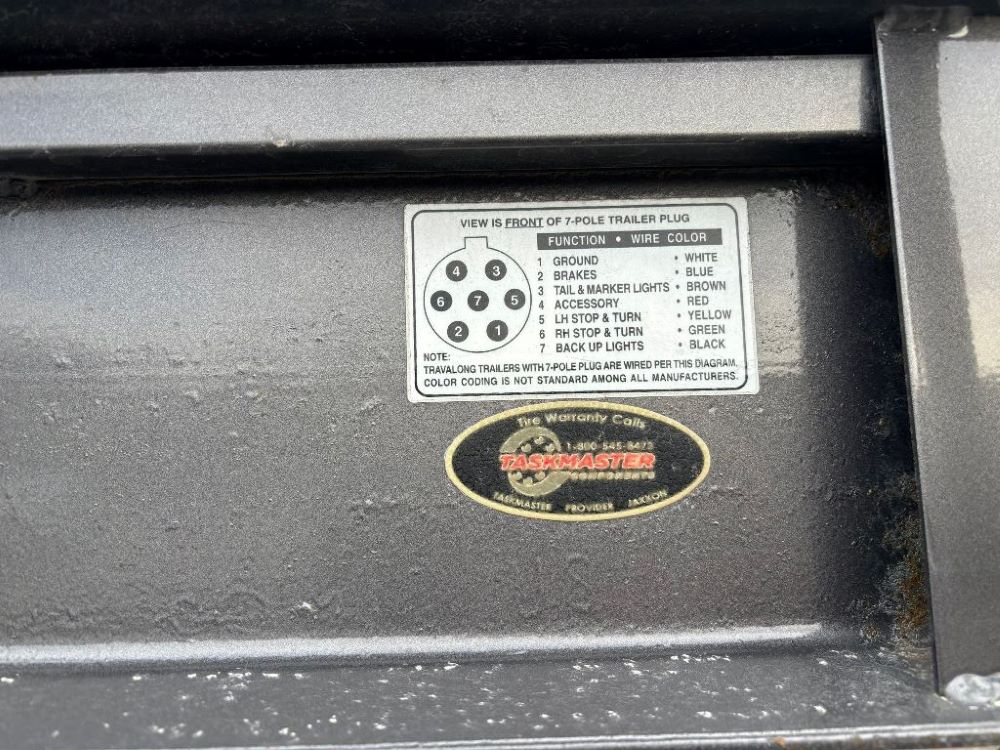 VIEW IS FRONT OF 7-POLE TRAILER PLUG
FUNCTION • WIRE COLOR
1 GROUND • WHITE
2 BRAKES • BLUE
3 TAIL & MARKER LIGHTS • BROWN
4 ACCESSORY • RED
5 LH STOP & TURN • YELLOW
6 RH STOP & TURN • GREEN
7 BACK UP LIGHTS • BLACK
4 3
6 7 5
2 1
NOTE:
TRAVALONG TRAILERS WITH 7-POLE PLUG ARE WIRED PER THIS DIAGRAM.
COLOR CODING IS NOT STANDARD AMONG ALL MANUFACTURERS.
Tire Warranty Calls
1-800-545-8473
TASKMASTER
COMPONENTS
TASKMASTER PROVIDER JAXXON